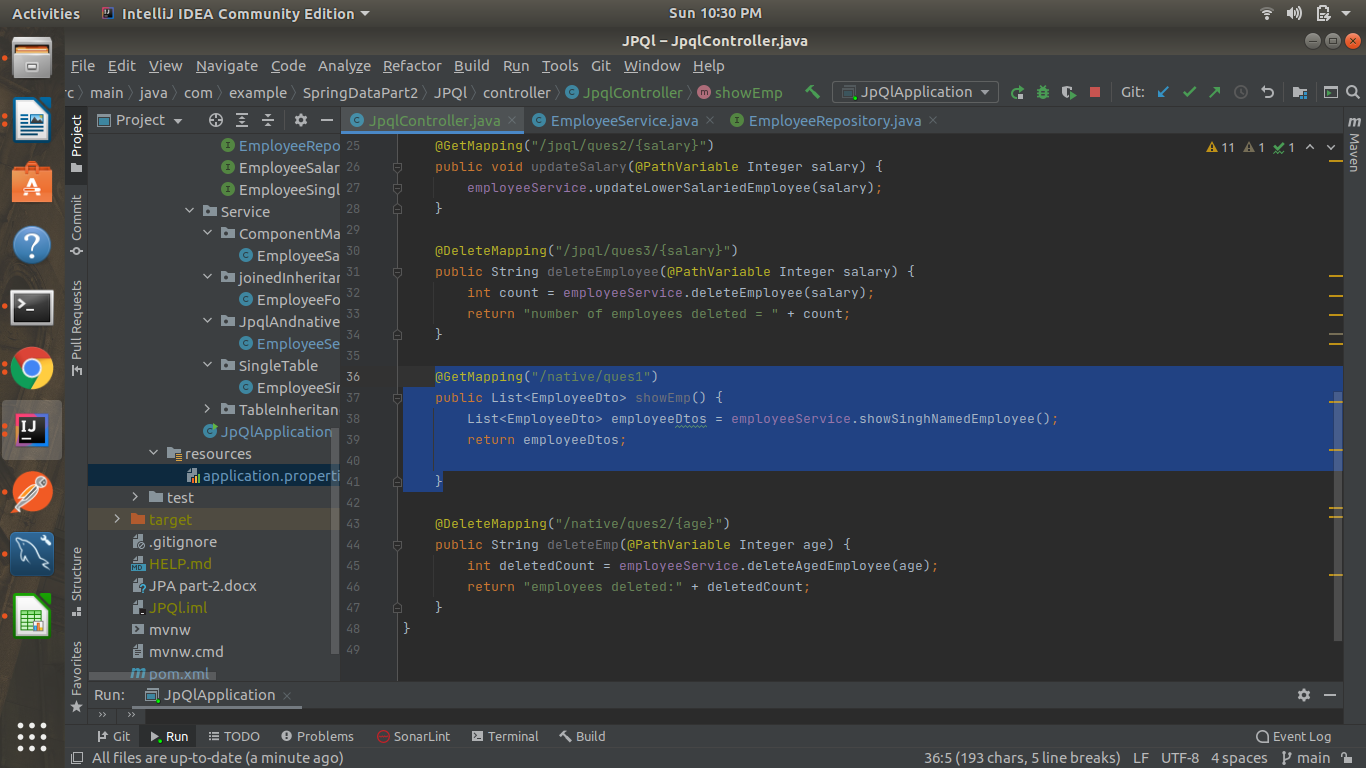 Activities IntelliJ IDEA Community Edition Sun 10:30 PM
JPQl – JpqlController.java
File Edit View Navigate Code Analyze Refactor Build Run Tools Git Window Help
rc main java com example SpringDataPart2 JPQl controller JpqlController showEmp JpQlApplication Git:
Project JpqlController.java EmployeeService.java EmployeeRepository.java
Project
Commit
Pull Requests
Structure
Favorites
EmployeeRepo
EmployeeSalar
EmployeeSingl
Service
ComponentMa
EmployeeSa
joinedInheritan
EmployeeFo
JpqlAndnative
EmployeeSe
SingleTable
EmployeeSin
TableInheritan
JpQlApplication
resources
application.properti
test
target
.gitignore
HELP.md
JPA part-2.docx
JPQl.iml
mvnw
mvnw.cmd
pom.xml
25 @GetMapping("/jpql/ques2/{salary}")
26 public void updateSalary(@PathVariable Integer salary) {
27 employeeService.updateLowerSalariedEmployee(salary);
28 }
29
30 @DeleteMapping("/jpql/ques3/{salary}")
31 public String deleteEmployee(@PathVariable Integer salary) {
32 int count = employeeService.deleteEmployee(salary);
33 return "number of employees deleted = " + count;
34 }
35
36 @GetMapping("/native/ques1")
37 public List<EmployeeDto> showEmp() {
38 List<EmployeeDto> employeeDtos = employeeService.showSinghNamedEmployee();
39 return employeeDtos;
40
41 }
42
43 @DeleteMapping("/native/ques2/{age}")
44 public String deleteEmp(@PathVariable Integer age) {
45 int deletedCount = employeeService.deleteAgedEmployee(age);
46 return "employees deleted:" + deletedCount;
47 }
48 }
49
11 1 1
Maven
Run: JpQlApplication
Git Run TODO Problems SonarLint Terminal Build Event Log
All files are up-to-date (a minute ago) 36:5 (193 chars, 5 line breaks) LF UTF-8 4 spaces main